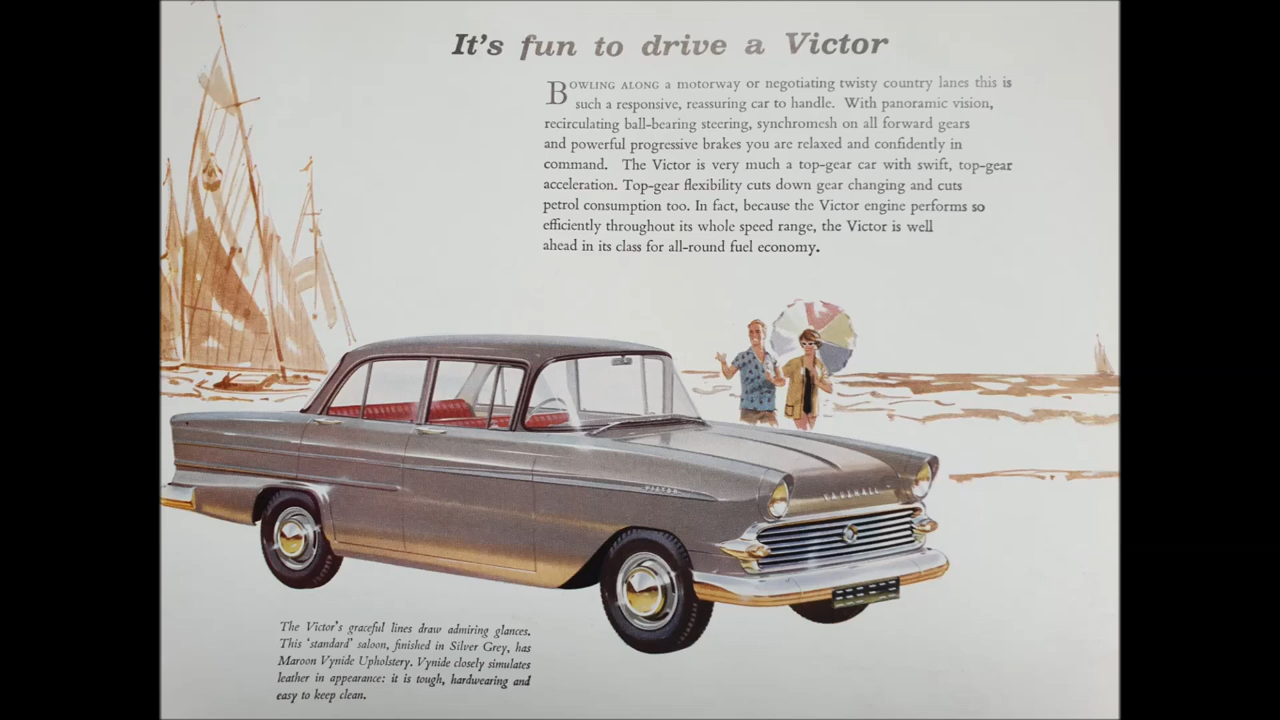 It's fun to drive a Victor
BOWLING ALONG a motorway or negotiating twisty country lanes this is
such a responsive, reassuring car to handle. With panoramic vision,
recirculating ball-bearing steering, synchromesh on all forward gears
and powerful progressive brakes you are relaxed and confidently in
command. The Victor is very much a top-gear car with swift, top-gear
acceleration. Top-gear flexibility cuts down gear changing and cuts
petrol consumption too. In fact, because the Victor engine performs so
efficiently throughout its whole speed range, the Victor is well
ahead in its class for all-round fuel economy.
VICTOR
VAUXHALL
The Victor's graceful lines draw admiring glances.
This 'standard' saloon, finished in Silver Grey, has
Maroon Vynide Upholstery. Vynide closely simulates
leather in appearance: it is tough, hardwearing and
easy to keep clean.